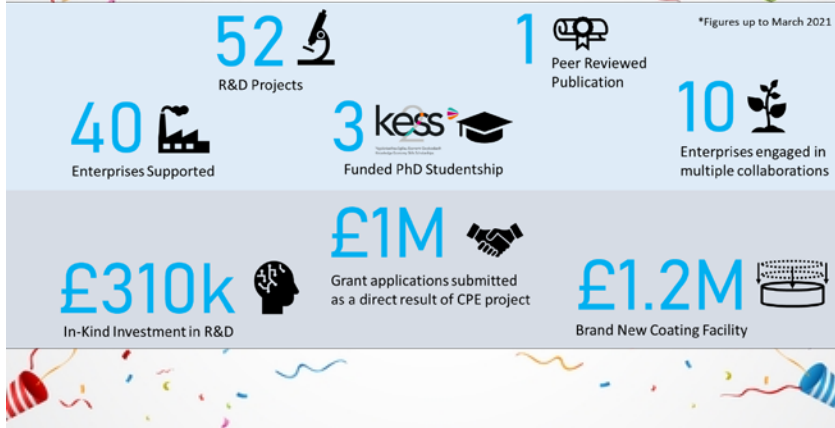 *Figures up to March 2021
52
R&D Projects
1
Peer Reviewed
Publication
40
Enterprises Supported
3
kess 2
Funded PhD Studentship
10
Enterprises engaged in
multiple collaborations
£310k
In-Kind Investment in R&D
£1M
Grant applications submitted
as a direct result of CPE project
£1.2M
Brand New Coating Facility